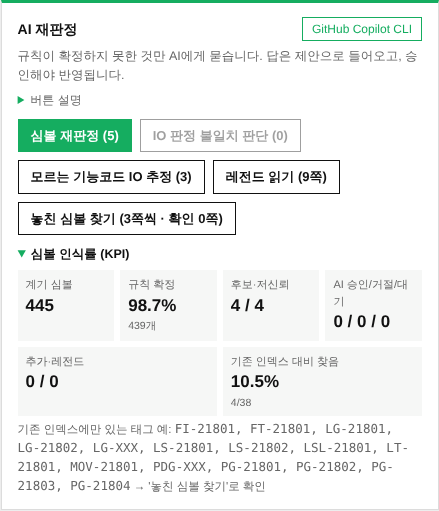 AI 재판정
GitHub Copilot CLI
규칙이 확정하지 못한 것만 AI에게 묻습니다. 답은 제안으로 들어오고, 승
인해야 반영됩니다.
▶ 버튼 설명
심볼 재판정 (5)
IO 판정 불일치 판단 (0)
모르는 기능코드 IO 추정 (3)
레전드 읽기 (9쪽)
놓친 심볼 찾기 (3쪽씩 · 확인 0쪽)
▼ 심볼 인식률 (KPI)
계기 심볼
445
규칙 확정
98.7%
439개
후보·저신뢰
4 / 4
AI 승인/거절/대
기
0 / 0 / 0
추가·레전드
0 / 0
기존 인덱스 대비 찾음
10.5%
4/38
기존 인덱스에만 있는 태그 예: FI-21801, FT-21801, LG-21801,
LG-21802, LG-XXX, LS-21801, LS-21802, LSL-21801, LT-
21801, MOV-21801, PDG-XXX, PG-21801, PG-21802, PG-
21803, PG-21804 → '놓친 심볼 찾기'로 확인